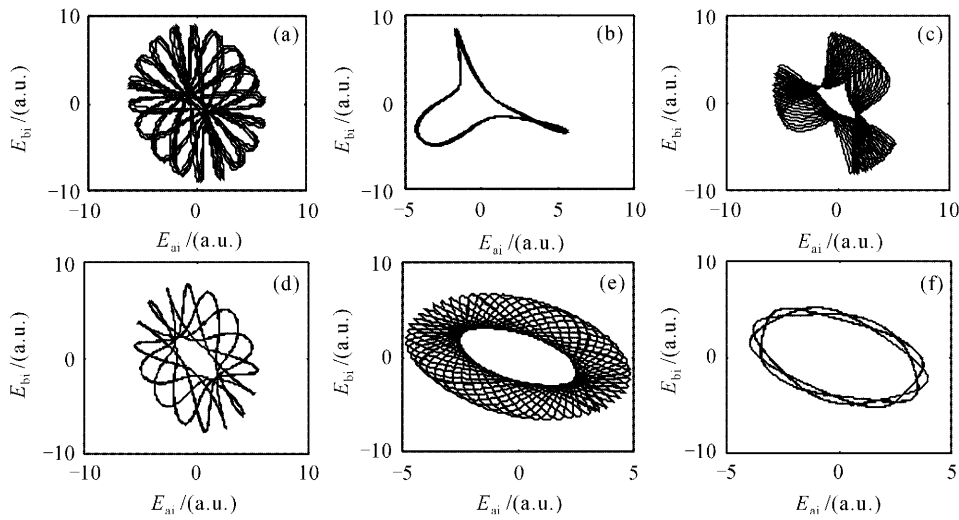 10 (a) 10 (b) 10 (c)
E_bi /(a.u.) 0 E_bi /(a.u.) 0 E_bi /(a.u.) 0
−10 −10 −10
−10 0 10 −5 0 5 10 −10 0 10
E_ai /(a.u.) E_ai /(a.u.) E_ai /(a.u.)
10 (d) 10 (e) 10 (f)
E_bi /(a.u.) 0 E_bi /(a.u.) 0 E_bi /(a.u.) 0
−10 −10 −10
−10 0 10 −5 0 5 −5 0 5
E_ai /(a.u.) E_ai /(a.u.) E_ai /(a.u.)